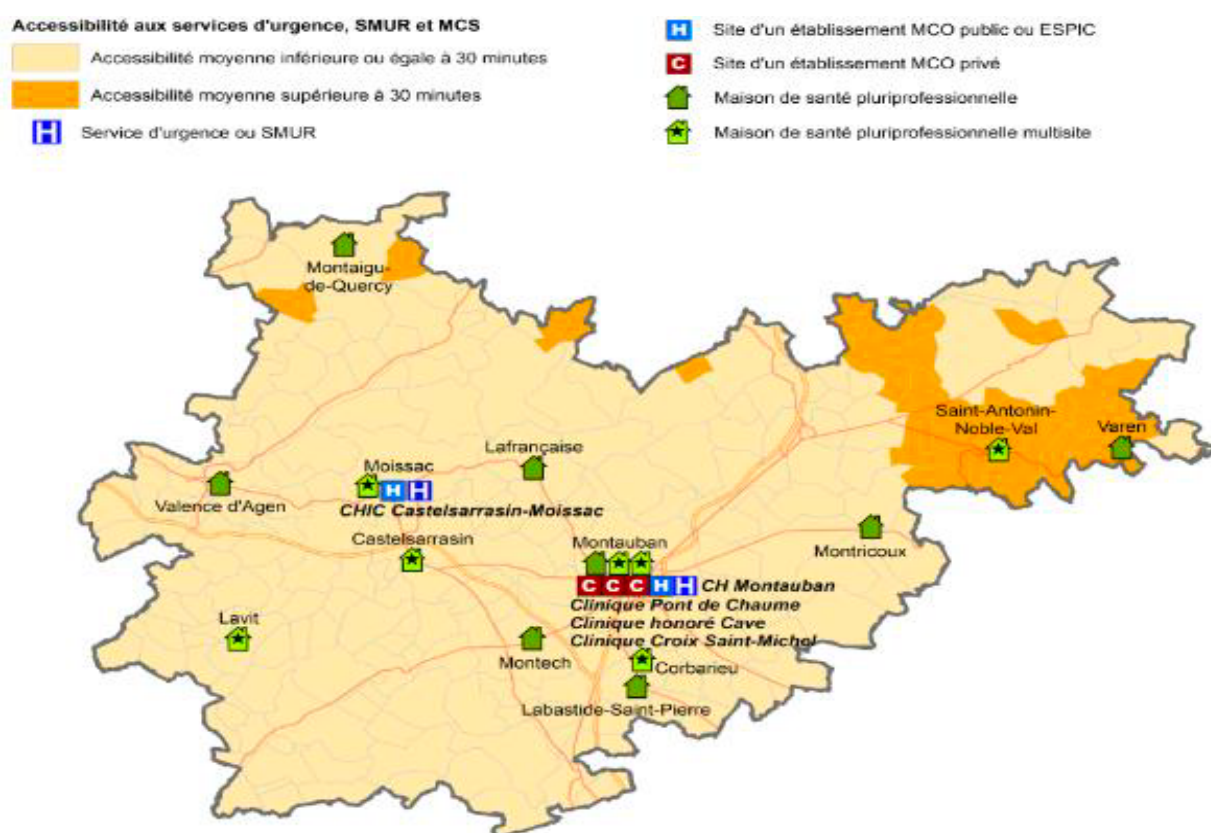 Accessibilité aux services d'urgence, SMUR et MCS
Accessibilité moyenne inférieure ou égale à 30 minutes
Accessibilité moyenne supérieure à 30 minutes
H Service d'urgence ou SMUR
H Site d'un établissement MCO public ou ESPIC
C Site d'un établissement MCO privé
Maison de santé pluriprofessionnelle
Maison de santé pluriprofessionnelle multisite
Montaigu-
de-Quercy
Saint-Antonin-
Noble-Val
Varen
Lafrançaise
Moissac
H H
Valence d'Agen
CHIC Castelsarrasin-Moissac
Castelsarrasin
Montricoux
Montauban
C C C H H CH Montauban
Clinique Pont de Chaume
Clinique honoré Cave
Clinique Croix Saint-Michel
Lavit
Montech
Corbarieu
Labastide-Saint-Pierre